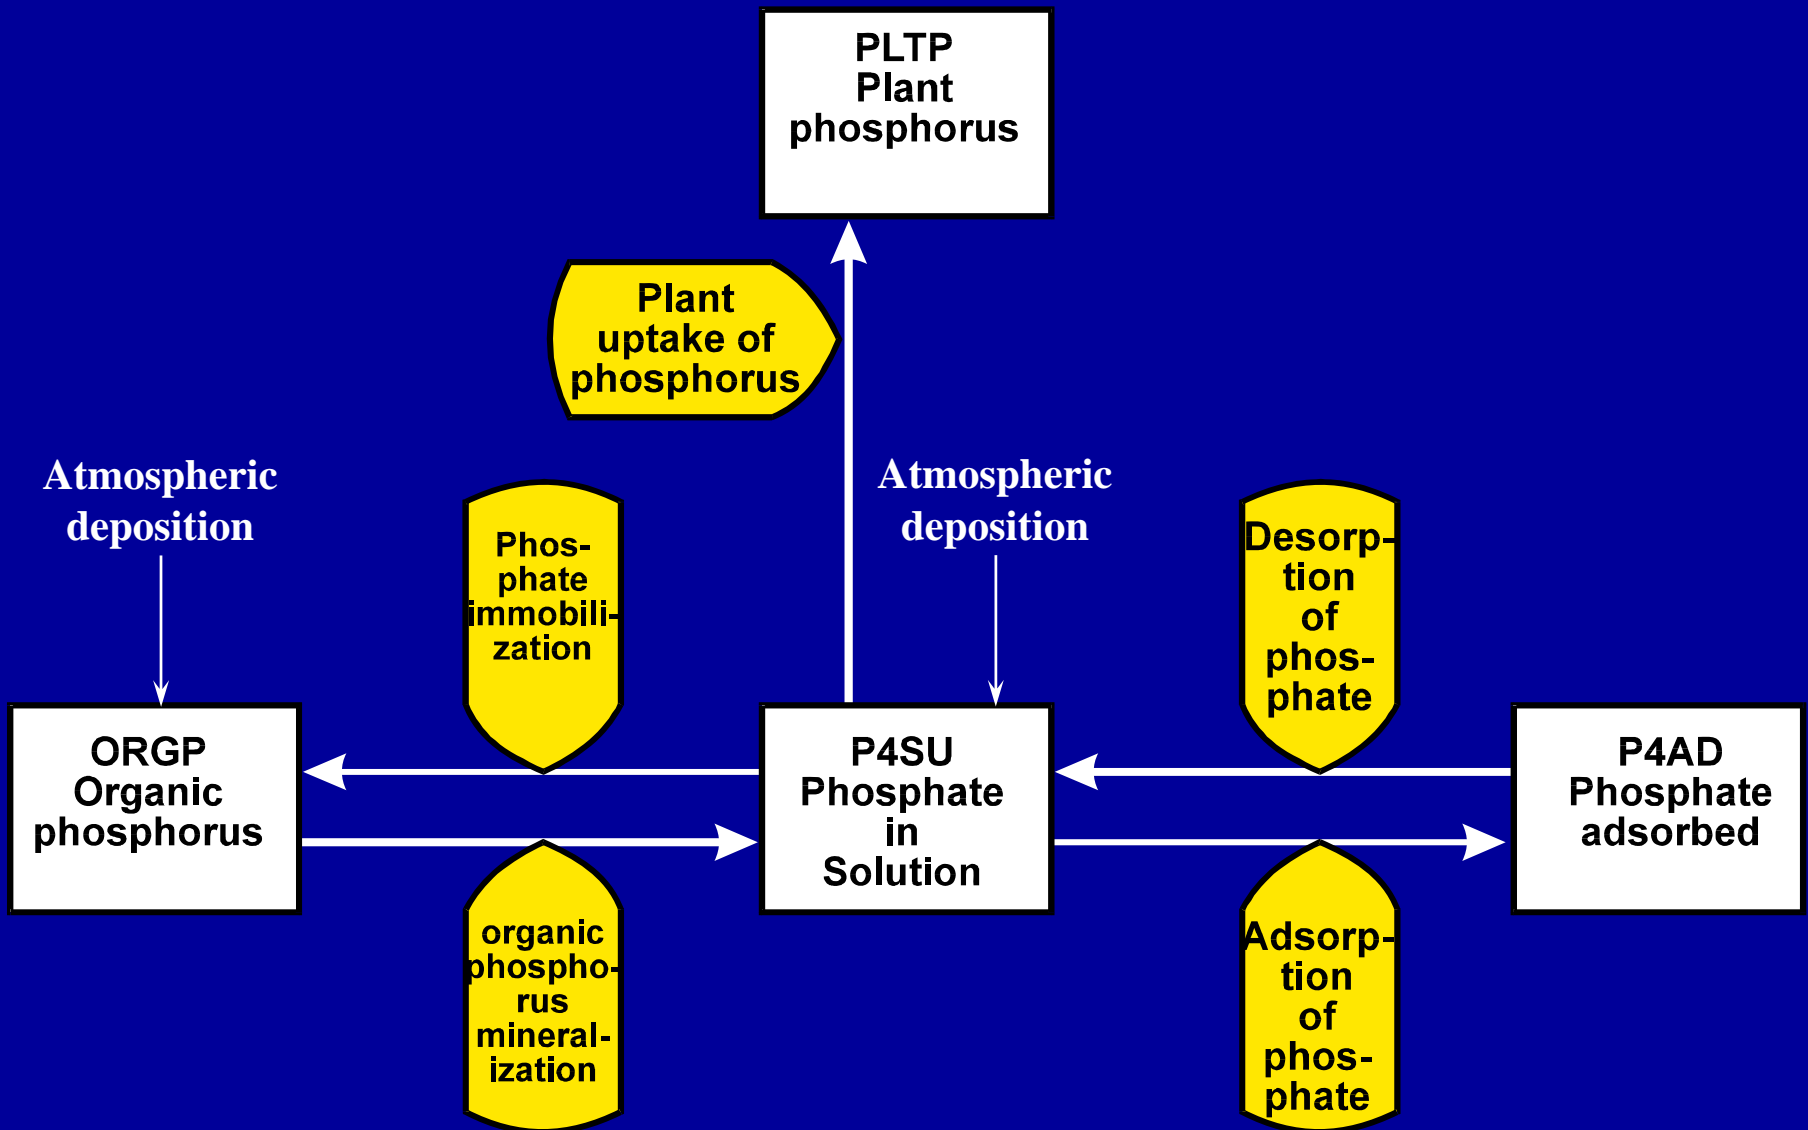 PLTP
Plant
phosphorus
Plant
uptake of
phosphorus
Atmospheric
deposition
Phos-
phate
immobili-
zation
Atmospheric
deposition
Desorp-
tion
of
phos-
phate
ORGP
Organic
phosphorus
P4SU
Phosphate
in
Solution
P4AD
Phosphate
adsorbed
organic
phospho-
rus
mineral-
ization
Adsorp-
tion
of
phos-
phate